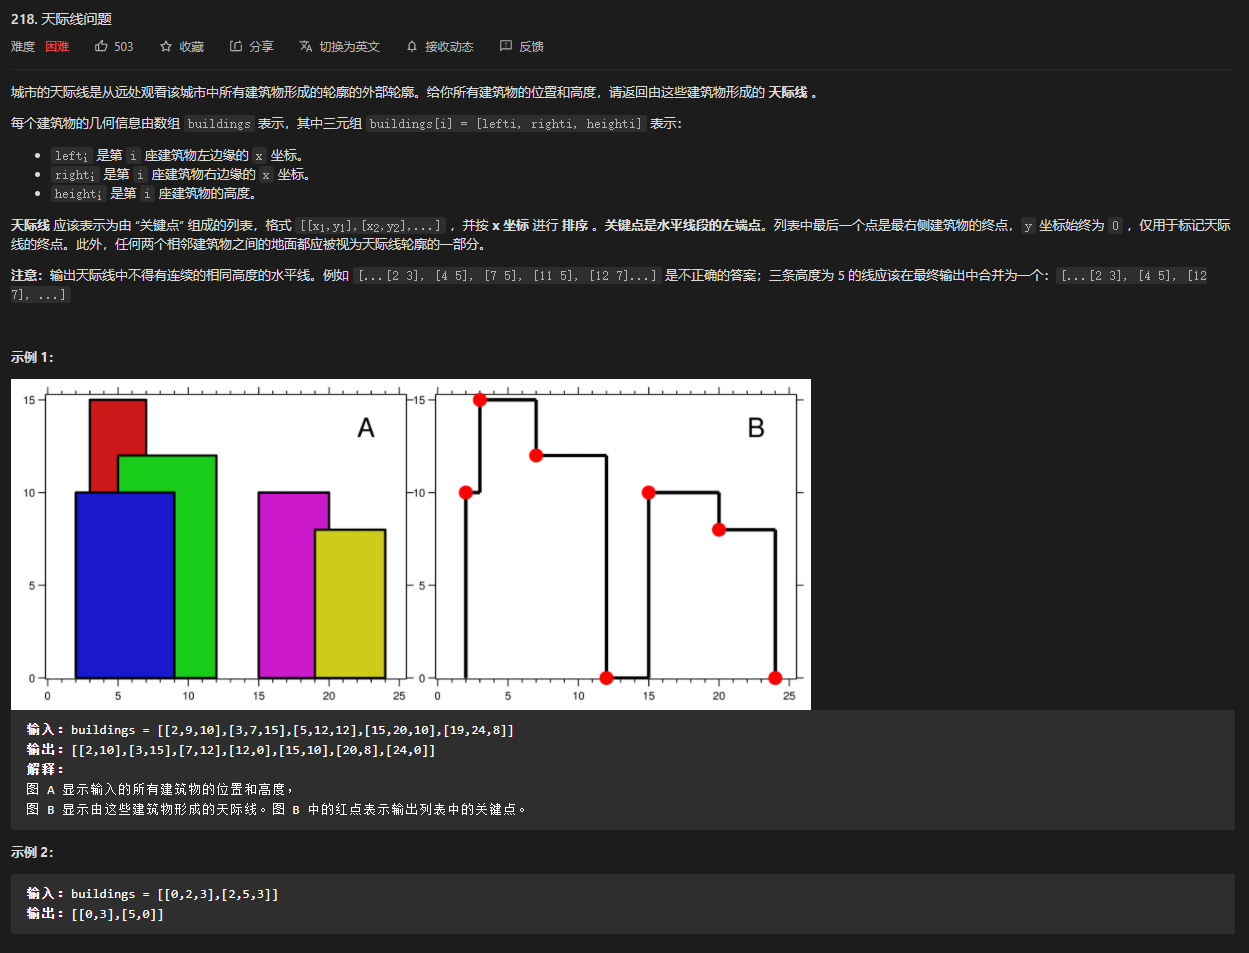 218. 天际线问题
难度 困难 503 收藏 分享 切换为英文 接收动态 反馈
城市的天际线是从远处观看该城市中所有建筑物形成的轮廓的外部轮廓。给你所有建筑物的位置和高度，请返回由这些建筑物形成的 天际线 。
每个建筑物的几何信息由数组 buildings 表示，其中三元组 buildings[i] = [lefti, righti, heighti] 表示：
lefti 是第 i 座建筑物左边缘的 x 坐标。
righti 是第 i 座建筑物右边缘的 x 坐标。
heighti 是第 i 座建筑物的高度。
天际线 应该表示为由 “关键点” 组成的列表，格式 [[x1,y1],[x2,y2],...] ，并按 x 坐标 进行 排序 。关键点是水平线段的左端点。列表中最后一个点是最右侧建筑物的终点，y 坐标始终为 0 ，仅用于标记天际
线的终点。此外，任何两个相邻建筑物之间的地面都应被视为天际线轮廓的一部分。
注意：输出天际线中不得有连续的相同高度的水平线。例如 [...[2 3], [4 5], [7 5], [11 5], [12 7]...] 是不正确的答案；三条高度为 5 的线应该在最终输出中合并为一个：[...[2 3], [4 5], [12
7], ...]
示例 1：
15 A 15 B
10 10
5 5
0 0
0 5 10 15 20 25 0 5 10 15 20 25
输入：buildings = [[2,9,10],[3,7,15],[5,12,12],[15,20,10],[19,24,8]]
输出：[[2,10],[3,15],[7,12],[12,0],[15,10],[20,8],[24,0]]
解释：
图 A 显示输入的所有建筑物的位置和高度，
图 B 显示由这些建筑物形成的天际线。图 B 中的红点表示输出列表中的关键点。
示例 2：
输入：buildings = [[0,2,3],[2,5,3]]
输出：[[0,3],[5,0]]